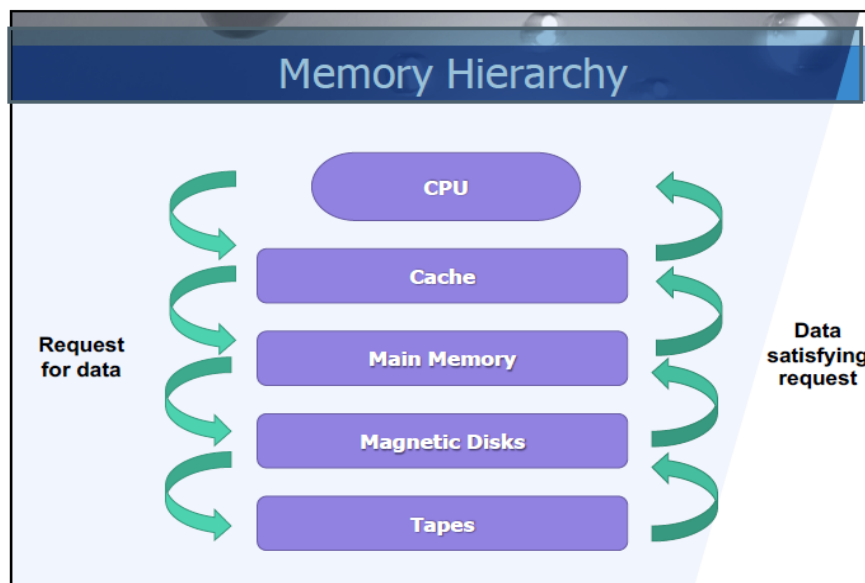 Memory Hierarchy
CPU
Cache
Main Memory
Magnetic Disks
Tapes
Request
for data
Data
satisfying
request